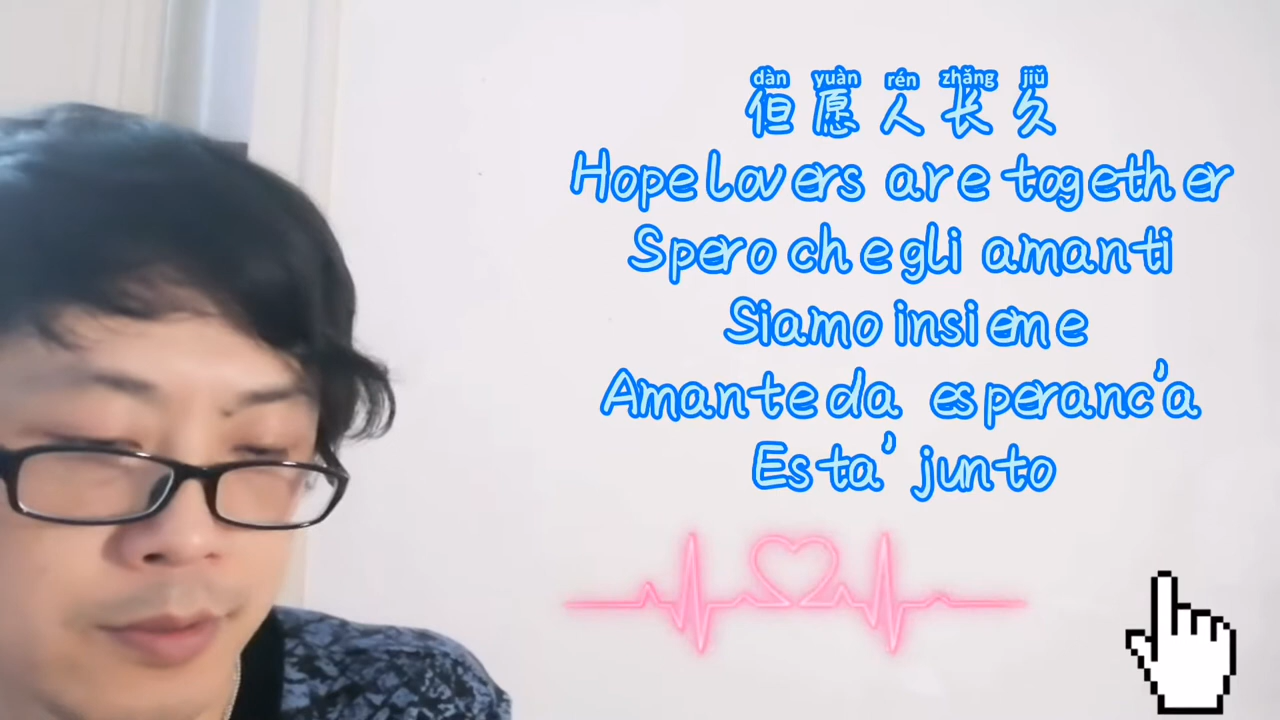 dàn yuàn rén zhǎng jiǔ
但愿人长久
Hope lovers are together
Spero che gli amanti
Siamo insieme
Amante da esperanc'a
Esta' junto